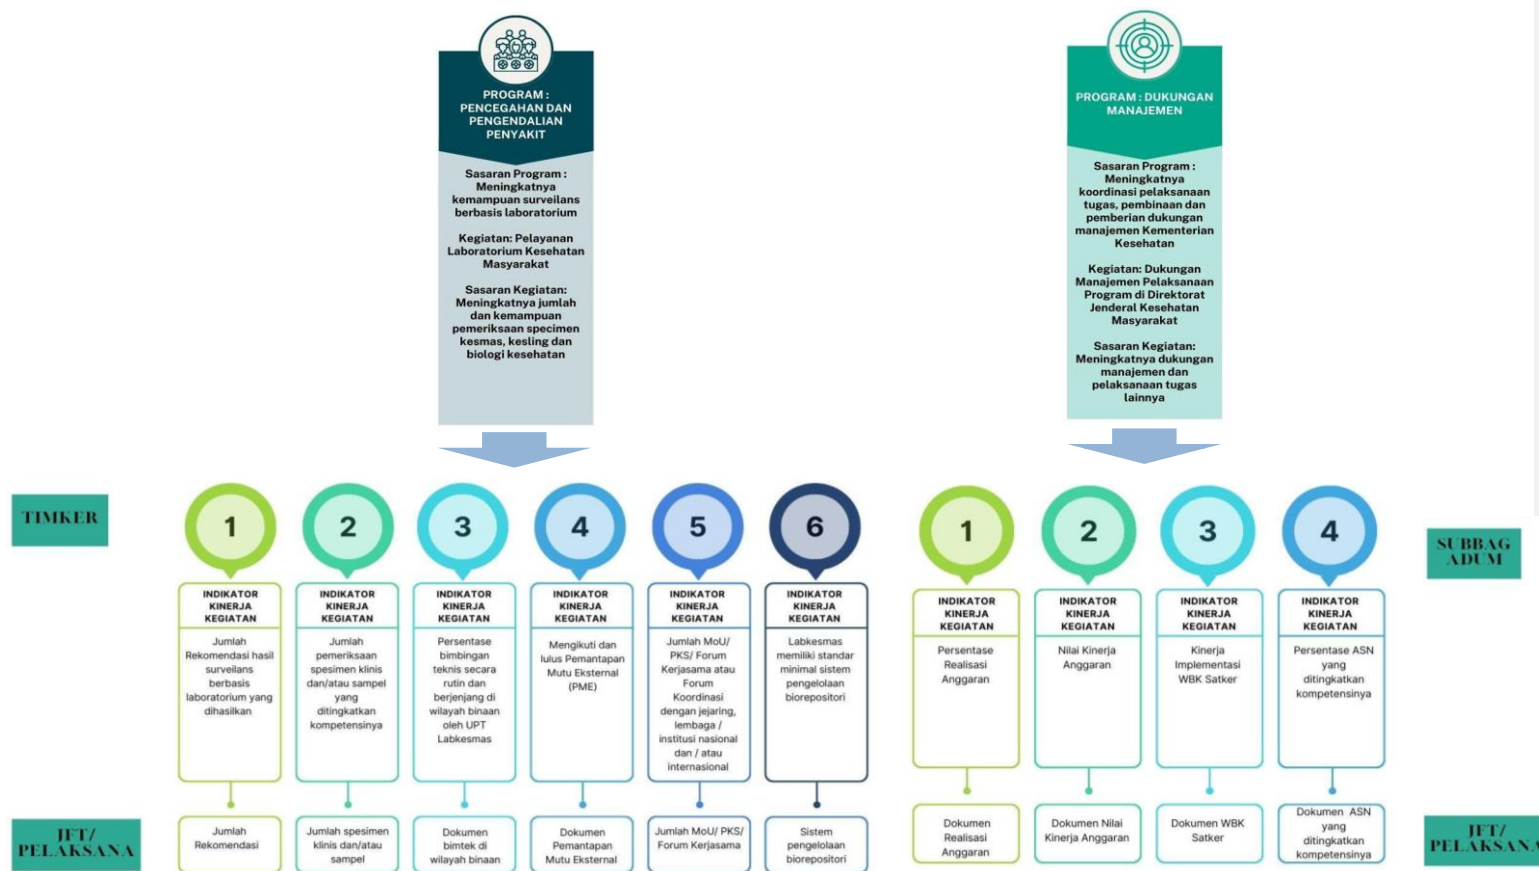 PROGRAM :
PENCEGAHAN DAN
PENGENDALIAN
PENYAKIT
Sasaran Program :
Meningkatnya
kemampuan surveilans
berbasis laboratorium
Kegiatan: Pelayanan
Laboratorium Kesehatan
Masyarakat
Sasaran Kegiatan:
Meningkatnya jumlah
dan kemampuan
pemeriksaan specimen
kesmas, kesling dan
biologi kesehatan
PROGRAM : DUKUNGAN
MANAJEMEN
Sasaran Program :
Meningkatnya
koordinasi pelaksanaan
tugas, pembinaan dan
pemberian dukungan
manajemen Kementerian
Kesehatan
Kegiatan: Dukungan
Manajemen Pelaksanaan
Program di Direktorat
Jenderal Kesehatan
Masyarakat
Sasaran Kegiatan:
Meningkatnya dukungan
manajemen dan
pelaksanaan tugas
lainnya
TIMKER
1
INDIKATOR
KINERJA
KEGIATAN
Jumlah
Rekomendasi hasil
surveilans
berbasis
laboratorium yang
dihasilkan
2
INDIKATOR
KINERJA
KEGIATAN
Jumlah
pemeriksaan
spesimen klinis
dan/atau sampel
yang
ditingkatkan
kompetensinya
3
INDIKATOR
KINERJA
KEGIATAN
Persentase
bimbingan
teknis secara
rutin dan
berjenjang di
wilayah binaan
oleh UPT
Labkesmas
4
INDIKATOR
KINERJA
KEGIATAN
Mengikuti dan
lulus Pemantapan
Mutu Eksternal
(PME)
5
INDIKATOR
KINERJA
KEGIATAN
Jumlah MoU/
PKS/ Forum
Kerjasama atau
Forum
Koordinasi
dengan jejaring,
lembaga /
institusi nasional
dan / atau
internasional
6
INDIKATOR
KINERJA
KEGIATAN
Labkesmas
memiliki standar
minimal sistem
pengelolaan
biorepositori
1
INDIKATOR
KINERJA
KEGIATAN
Persentase
Realisasi
Anggaran
2
INDIKATOR
KINERJA
KEGIATAN
Nilai Kinerja
Anggaran
3
INDIKATOR
KINERJA
KEGIATAN
Kinerja
Implementasi
WBK Satker
4
INDIKATOR
KINERJA
KEGIATAN
Persentase ASN
yang
ditingkatkan
kompetensinya
SUBBAG
ADUM
JFT/
PELAKSANA
Jumlah
Rekomendasi
Jumlah spesimen
klinis dan/atau
sampel
Dokumen
bimtek di
wilayah binaan
Dokumen
Pemantapan
Mutu Eksternal
Jumlah MoU/ PKS/
Forum Kerjasama
Sistem
pengelolaan
biorepositori
Dokumen
Realisasi
Anggaran
Dokumen Nilai
Kinerja Anggaran
Dokumen WBK
Satker
Dokumen ASN
yang
ditingkatkan
kompetensinya
JFT/
PELAKSANA